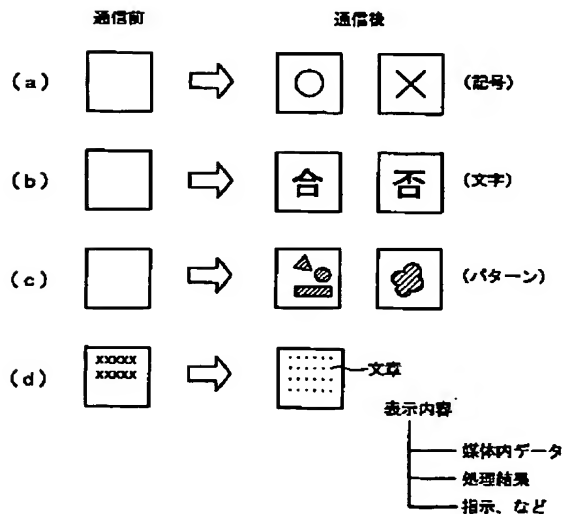 通信前 通信後
(a) ○ × (記号)
(b) 合 否 (文字)
(c) (パターン)
(d) xxxxx
xxxxx
文章
表示内容
媒体内データ
処理結果
指示、など